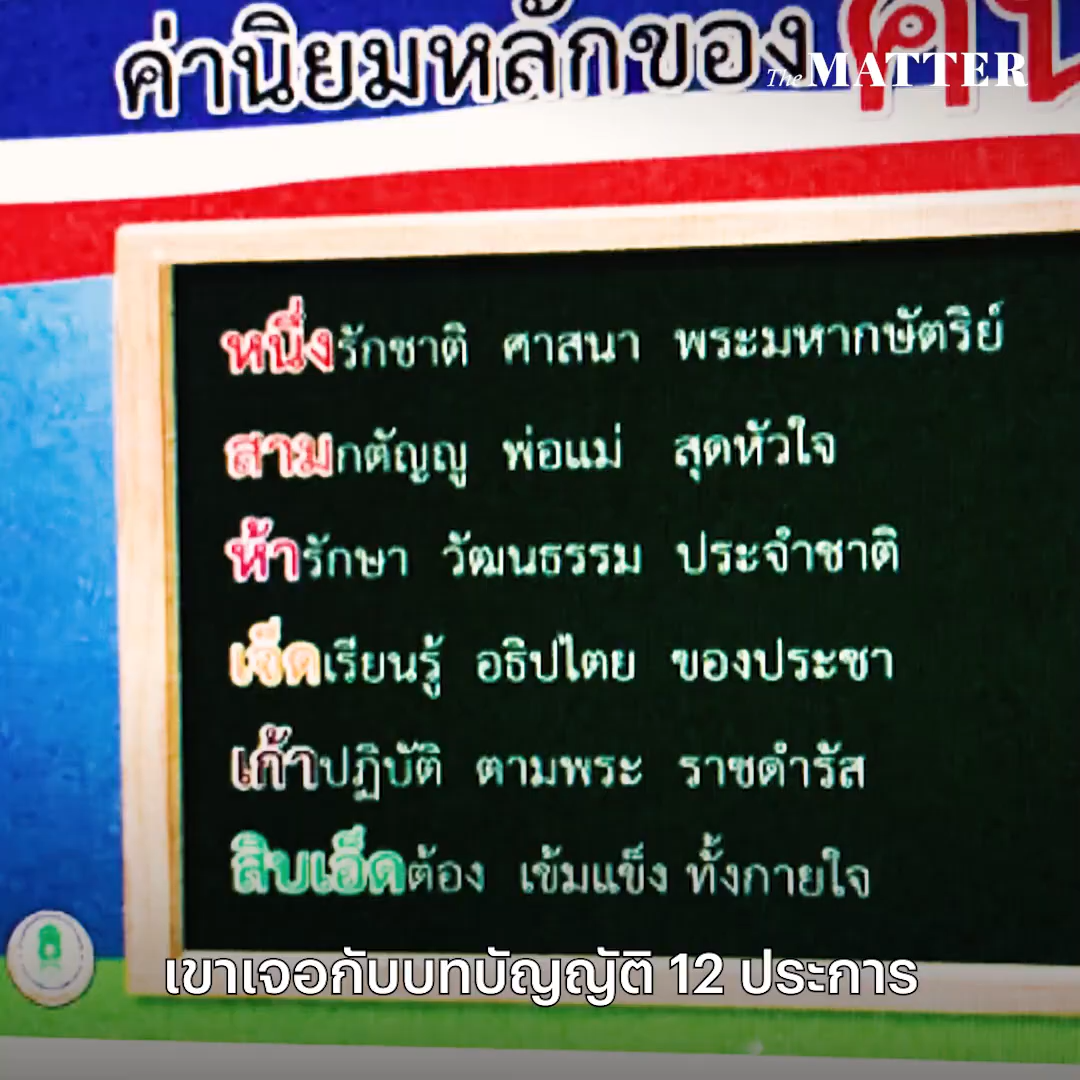 ค่านิยมหลักของ
The MATTER
หนึ่งรักชาติ ศาสนา พระมหากษัตริย์
สามกตัญญู พ่อแม่ สุดหัวใจ
ห้ารักษา วัฒนธรรม ประจำชาติ
เจ็ดเรียนรู้ อธิปไตย ของประชา
เก้าปฏิบัติ ตามพระ ราชดำรัส
สิบเอ็ดต้อง เข้มแข็ง ทั้งกายใจ
เขาเจอกับบทบัญญัติ 12 ประการ